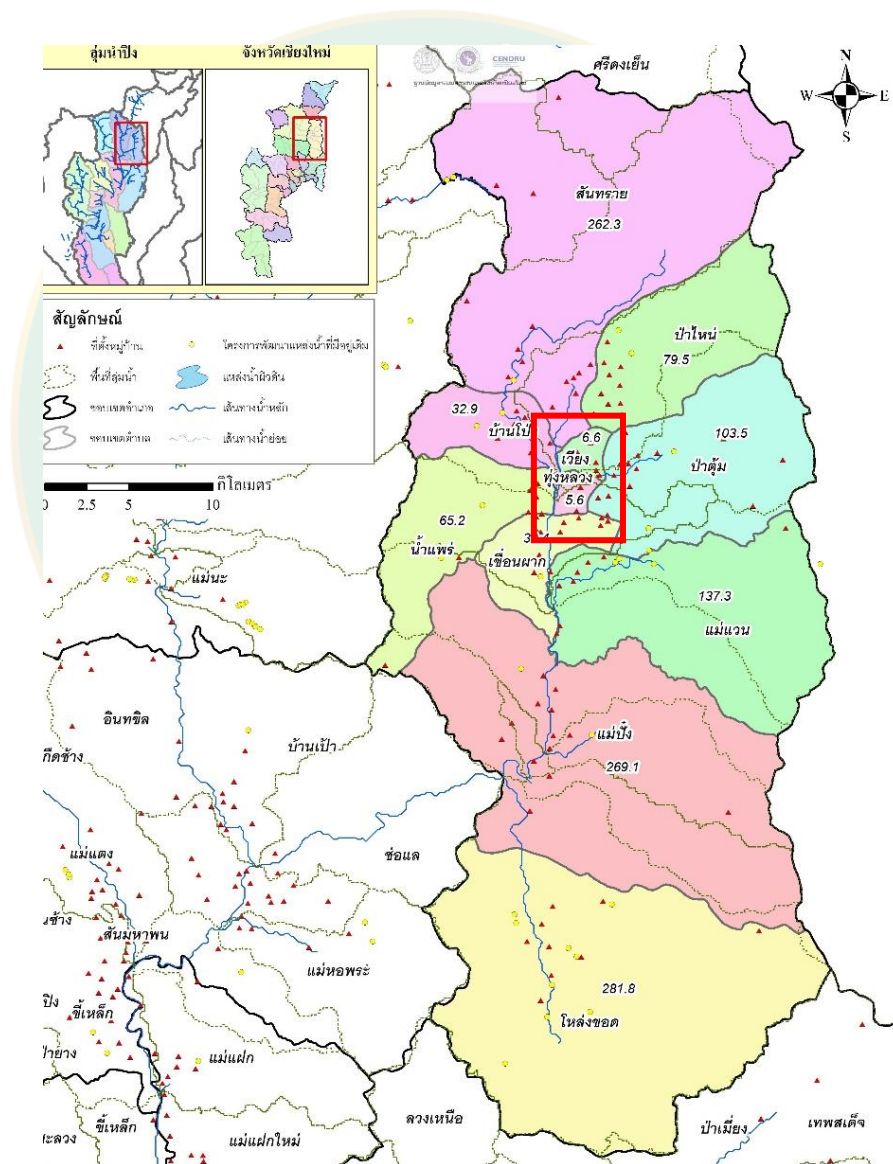 ลุ่มน้ำปิง
จังหวัดเชียงใหม่
CENDRU
ศรีดงเย็น
N
W E
S
สัญลักษณ์
ที่ตั้งหมู่บ้าน
โครงการพัฒนาแหล่งน้ำที่มีอยู่เดิม
พื้นที่ลุ่มน้ำ
แหล่งน้ำผิวดิน
ขอบเขตอำเภอ
เส้นทางน้ำหลัก
ขอบเขตตำบล
เส้นทางน้ำย่อย
0 2.5 5 10 กิโลเมตร
สันทราย
262.3
ป่าไหน่
79.5
32.9
บ้านโป่
6.6
เวียง
ทุ่งหลวง
5.6
103.5
ป่าตุ้ม
65.2
น้ำแพร่
เขื่อนผาก
137.3
แม่แวน
แม่นะ
อินทขิล
บ้านเป้า
กึดช้าง
แม่ปั๋ง
269.1
แม่แตง
ช่อแล
สันมหาพน
แม่หอพระ
281.8
โหล่งขอด
ปิง
ขี้เหล็ก
ป่ายาง
แม่แฝก
ขี้เหล็ก
แม่แฝกใหม่
ลวงเหนือ
ป่าเมี่ยง
เทพเสด็จ